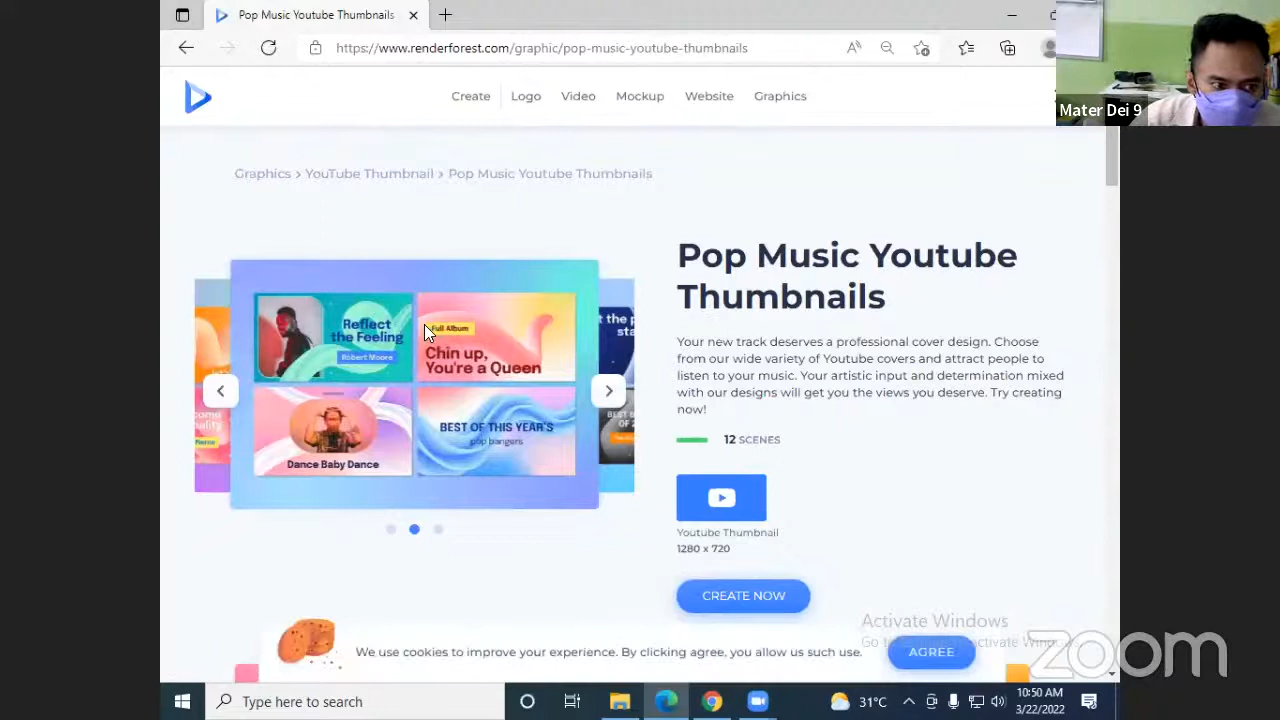 Pop Music Youtube Thumbnails
https://www.renderforest.com/graphic/pop-music-youtube-thumbnails
Mater Dei 9
Create Logo Video Mockup Website Graphics
Graphics > YouTube Thumbnail > Pop Music Youtube Thumbnails
Pop Music Youtube
Thumbnails
Reflect
the Feeling
Robert Moore
Full Album
Chin up,
You're a Queen
Dance Baby Dance
BEST OF THIS YEAR'S
pop bangers
Your new track deserves a professional cover design. Choose
from our wide variety of Youtube covers and attract people to
listen to your music. Your artistic input and determination mixed
with our designs will get you the views you deserve. Try creating
now!
12 SCENES
Youtube Thumbnail
1280 x 720
CREATE NOW
Activate Windows
We use cookies to improve your experience. By clicking agree, you allow us such use.
AGREE
zoom
Type here to search
31°C
10:50 AM
3/22/2022